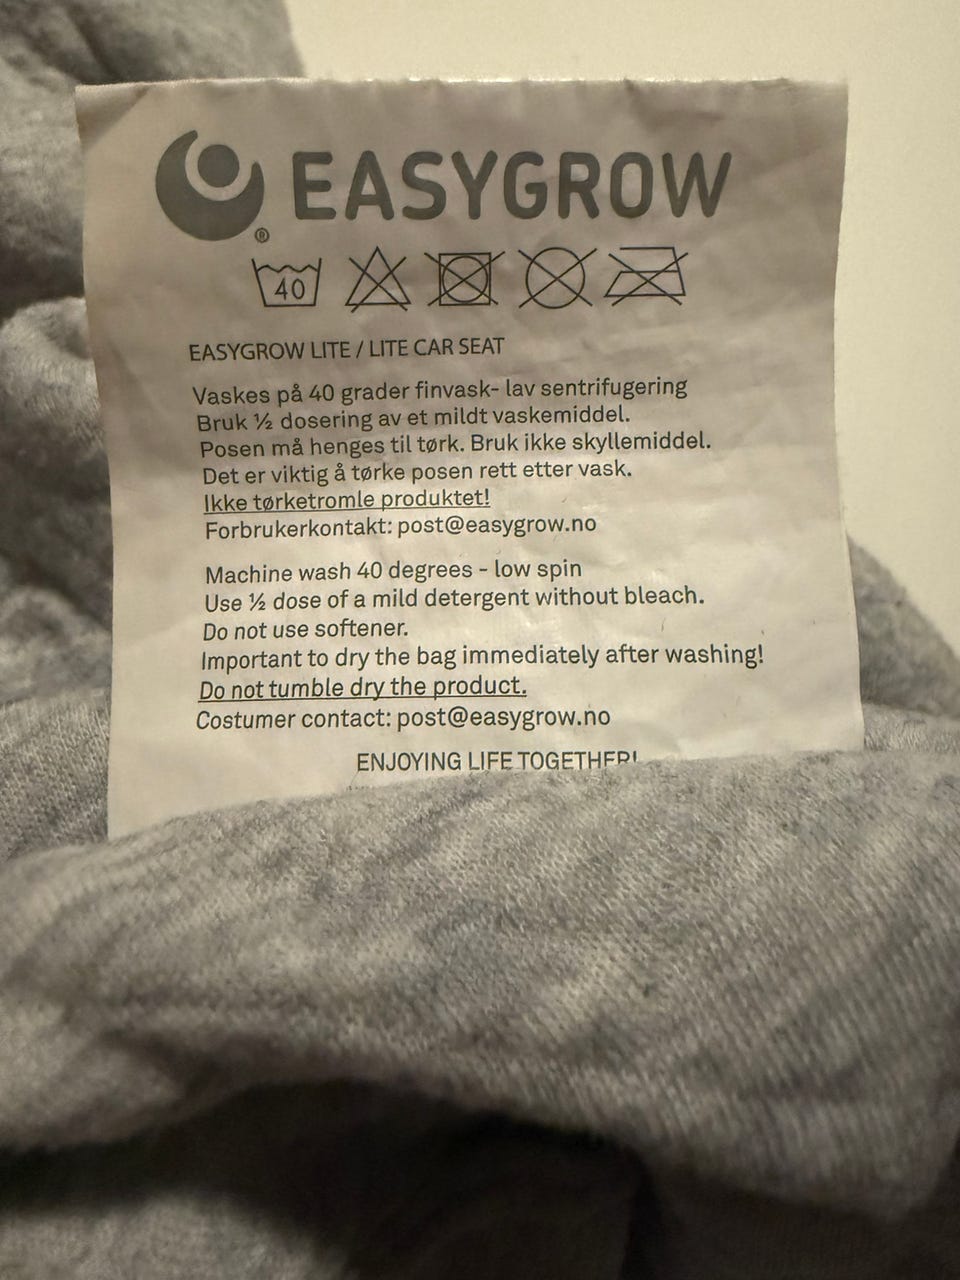 EASYGROW
®
40
EASYGROW LITE / LITE CAR SEAT
Vaskes på 40 grader finvask- lav sentrifugering
Bruk ½ dosering av et mildt vaskemiddel.
Posen må henges til tørk. Bruk ikke skyllemiddel.
Det er viktig å tørke posen rett etter vask.
Ikke tørketromle produktet!
Forbrukerkontakt: post@easygrow.no
Machine wash 40 degrees - low spin
Use ½ dose of a mild detergent without bleach.
Do not use softener.
Important to dry the bag immediately after washing!
Do not tumble dry the product.
Costumer contact: post@easygrow.no
ENJOYING LIFE TOGETHER!